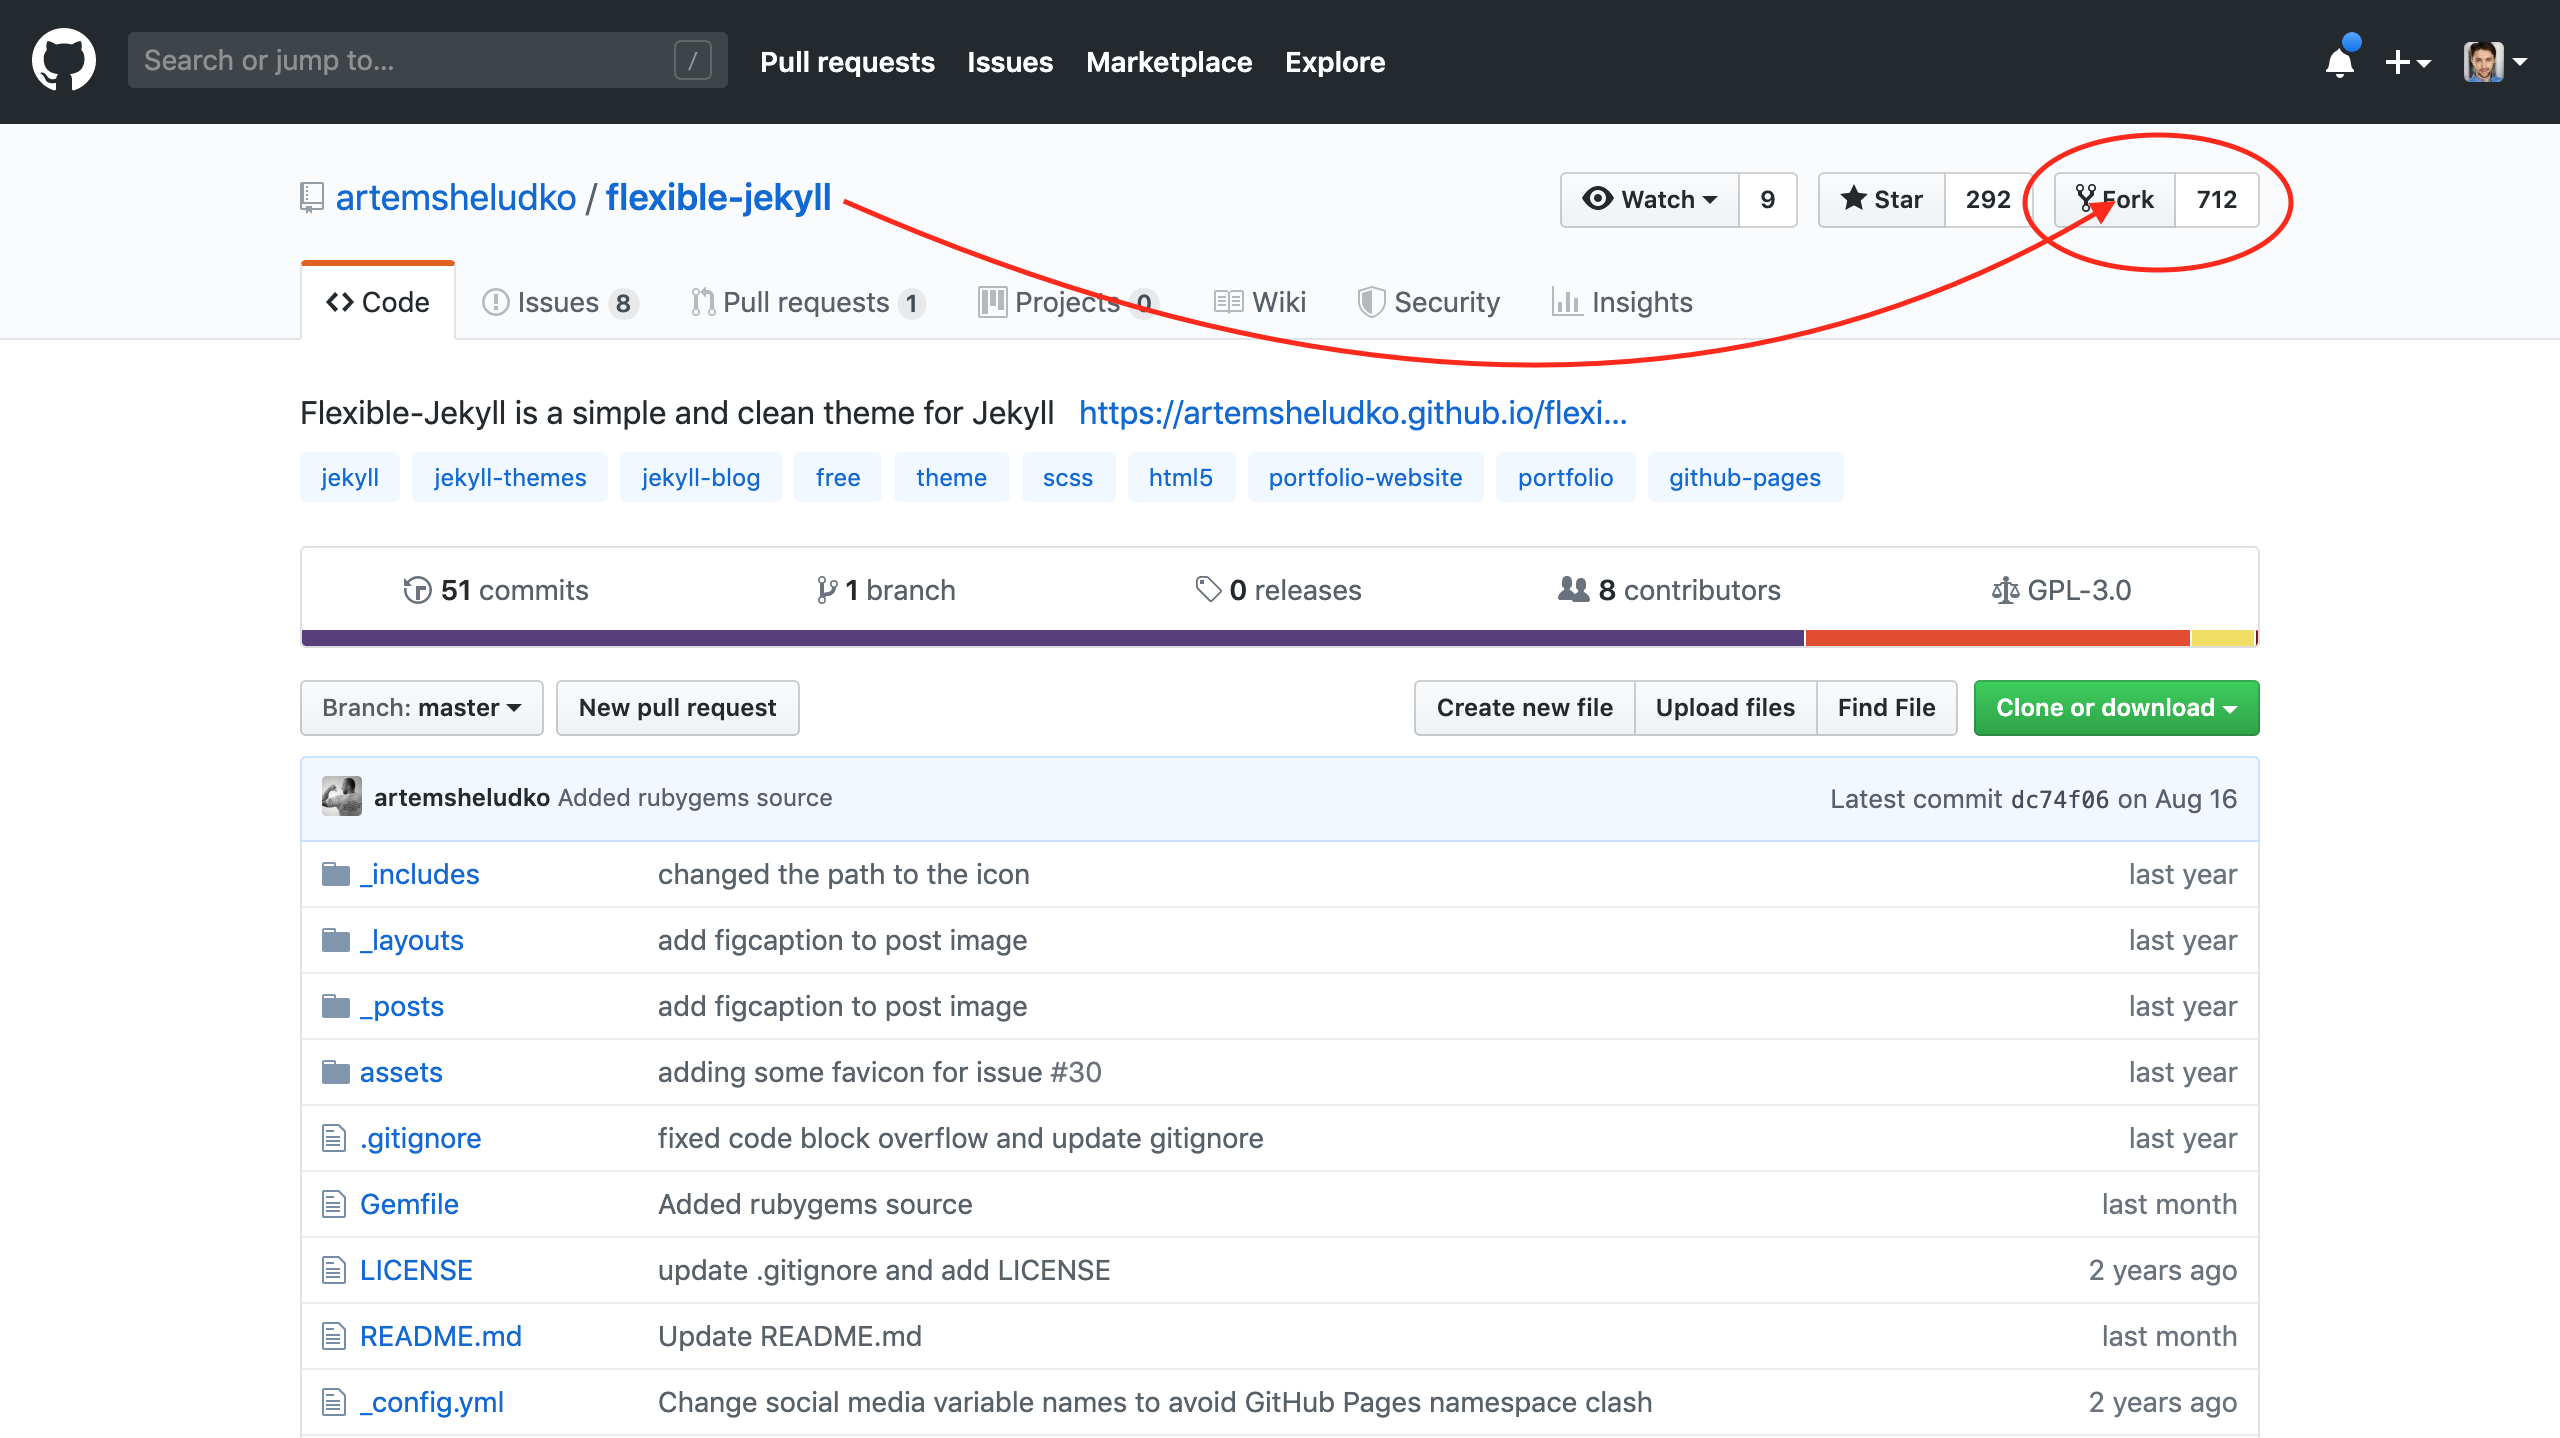 Search or jump to... / Pull requests Issues Marketplace Explore
artemsheludko / flexible-jekyll Watch 9 Star 292 Fork 712
Code Issues 8 Pull requests 1 Projects 0 Wiki Security Insights
Flexible-Jekyll is a simple and clean theme for Jekyll https://artemsheludko.github.io/flexi...
jekyll jekyll-themes jekyll-blog free theme scss html5 portfolio-website portfolio github-pages
51 commits 1 branch 0 releases 8 contributors GPL-3.0
Branch: master New pull request Create new file Upload files Find File Clone or download
artemsheludko Added rubygems source Latest commit dc74f06 on Aug 16
_includes changed the path to the icon last year
_layouts add figcaption to post image last year
_posts add figcaption to post image last year
assets adding some favicon for issue #30 last year
.gitignore fixed code block overflow and update gitignore last year
Gemfile Added rubygems source last month
LICENSE update .gitignore and add LICENSE 2 years ago
README.md Update README.md last month
_config.yml Change social media variable names to avoid GitHub Pages namespace clash 2 years ago